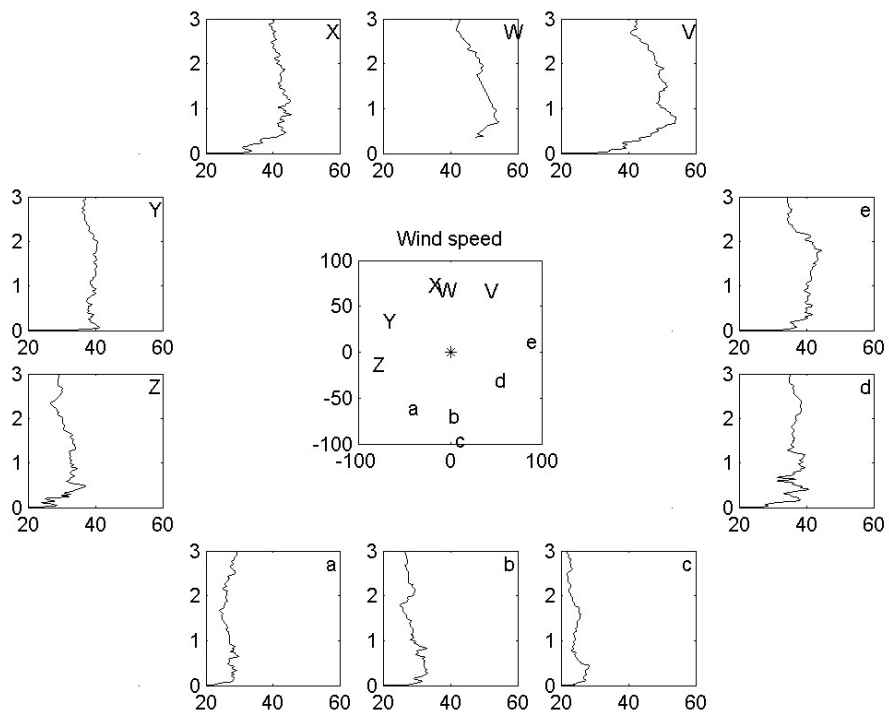 3 X 3 W 3 V
2 2 2
1 1 1
0 0 0
20 40 60 20 40 60 20 40 60
3 Y 3 e
2 Wind speed 2
1 100 1
0 X W V 0
20 40 60 50 Y e 20 40 60
3 Z 0 Z * d 3 d
2 -50 a b 2
1 -100 c 1
0 -100 0 100 0
20 40 60 20 40 60
3 a 3 b 3 c
2 2 2
1 1 1
0 0 0
20 40 60 20 40 60 20 40 60